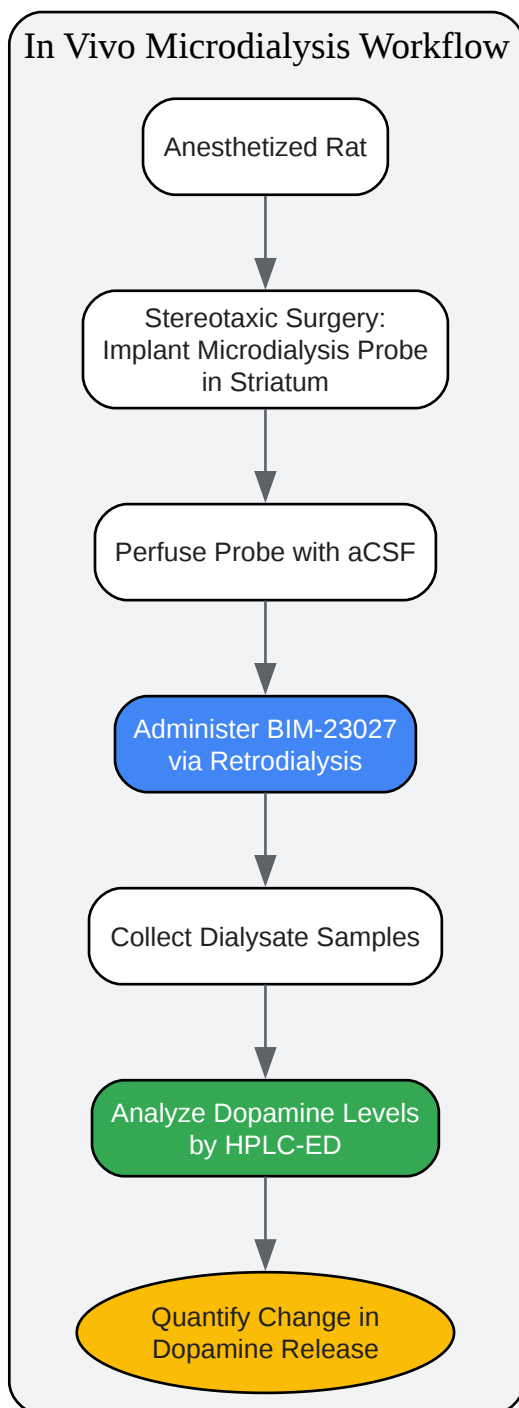 In Vivo Microdialysis Workflow
Anesthetized Rat
Stereotaxic Surgery:
Implant Microdialysis Probe
in Striatum
Perfuse Probe with aCSF
Administer BIM-23027
via Retrodialysis
Collect Dialysate Samples
Analyze Dopamine Levels
by HPLC-ED
Quantify Change in
Dopamine Release